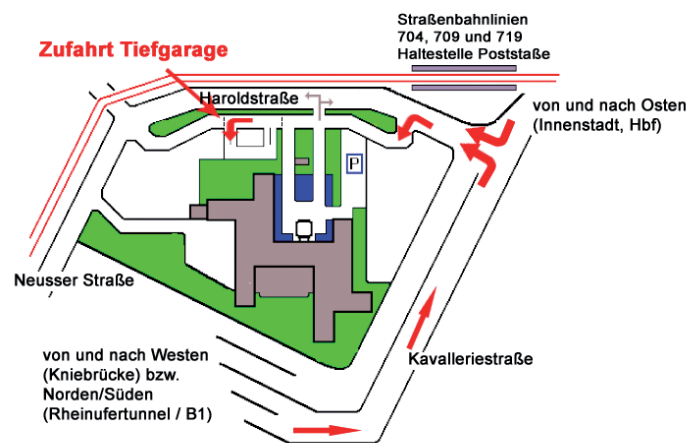 Straßenbahnlinien
704, 709 und 719
Haltestelle Poststaße
Zufahrt Tiefgarage
Haroldstraße
von und nach Osten
(Innenstadt, Hbf)
P
Neusser Straße
von und nach Westen
(Kniebrücke) bzw.
Norden/Süden
(Rheinufertunnel / B1)
Kavalleriestraße